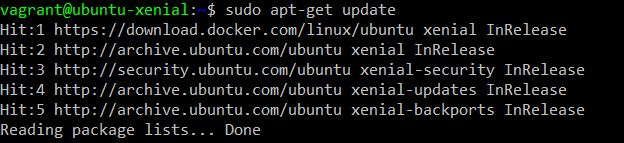 vagrant@ubuntu-xenial:~$ sudo apt-get update
Hit:1 https://download.docker.com/linux/ubuntu xenial InRelease
Hit:2 http://archive.ubuntu.com/ubuntu xenial InRelease
Hit:3 http://security.ubuntu.com/ubuntu xenial-security InRelease
Hit:4 http://archive.ubuntu.com/ubuntu xenial-updates InRelease
Hit:5 http://archive.ubuntu.com/ubuntu xenial-backports InRelease
Reading package lists... Done